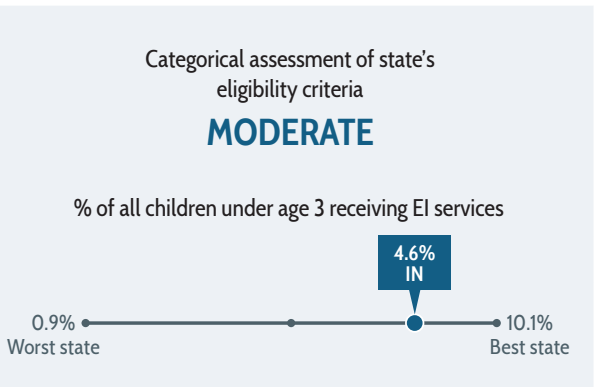 Categorical assessment of state's
eligibility criteria
MODERATE
% of all children under age 3 receiving EI services
4.6%
IN
0.9%
Worst state
10.1%
Best state